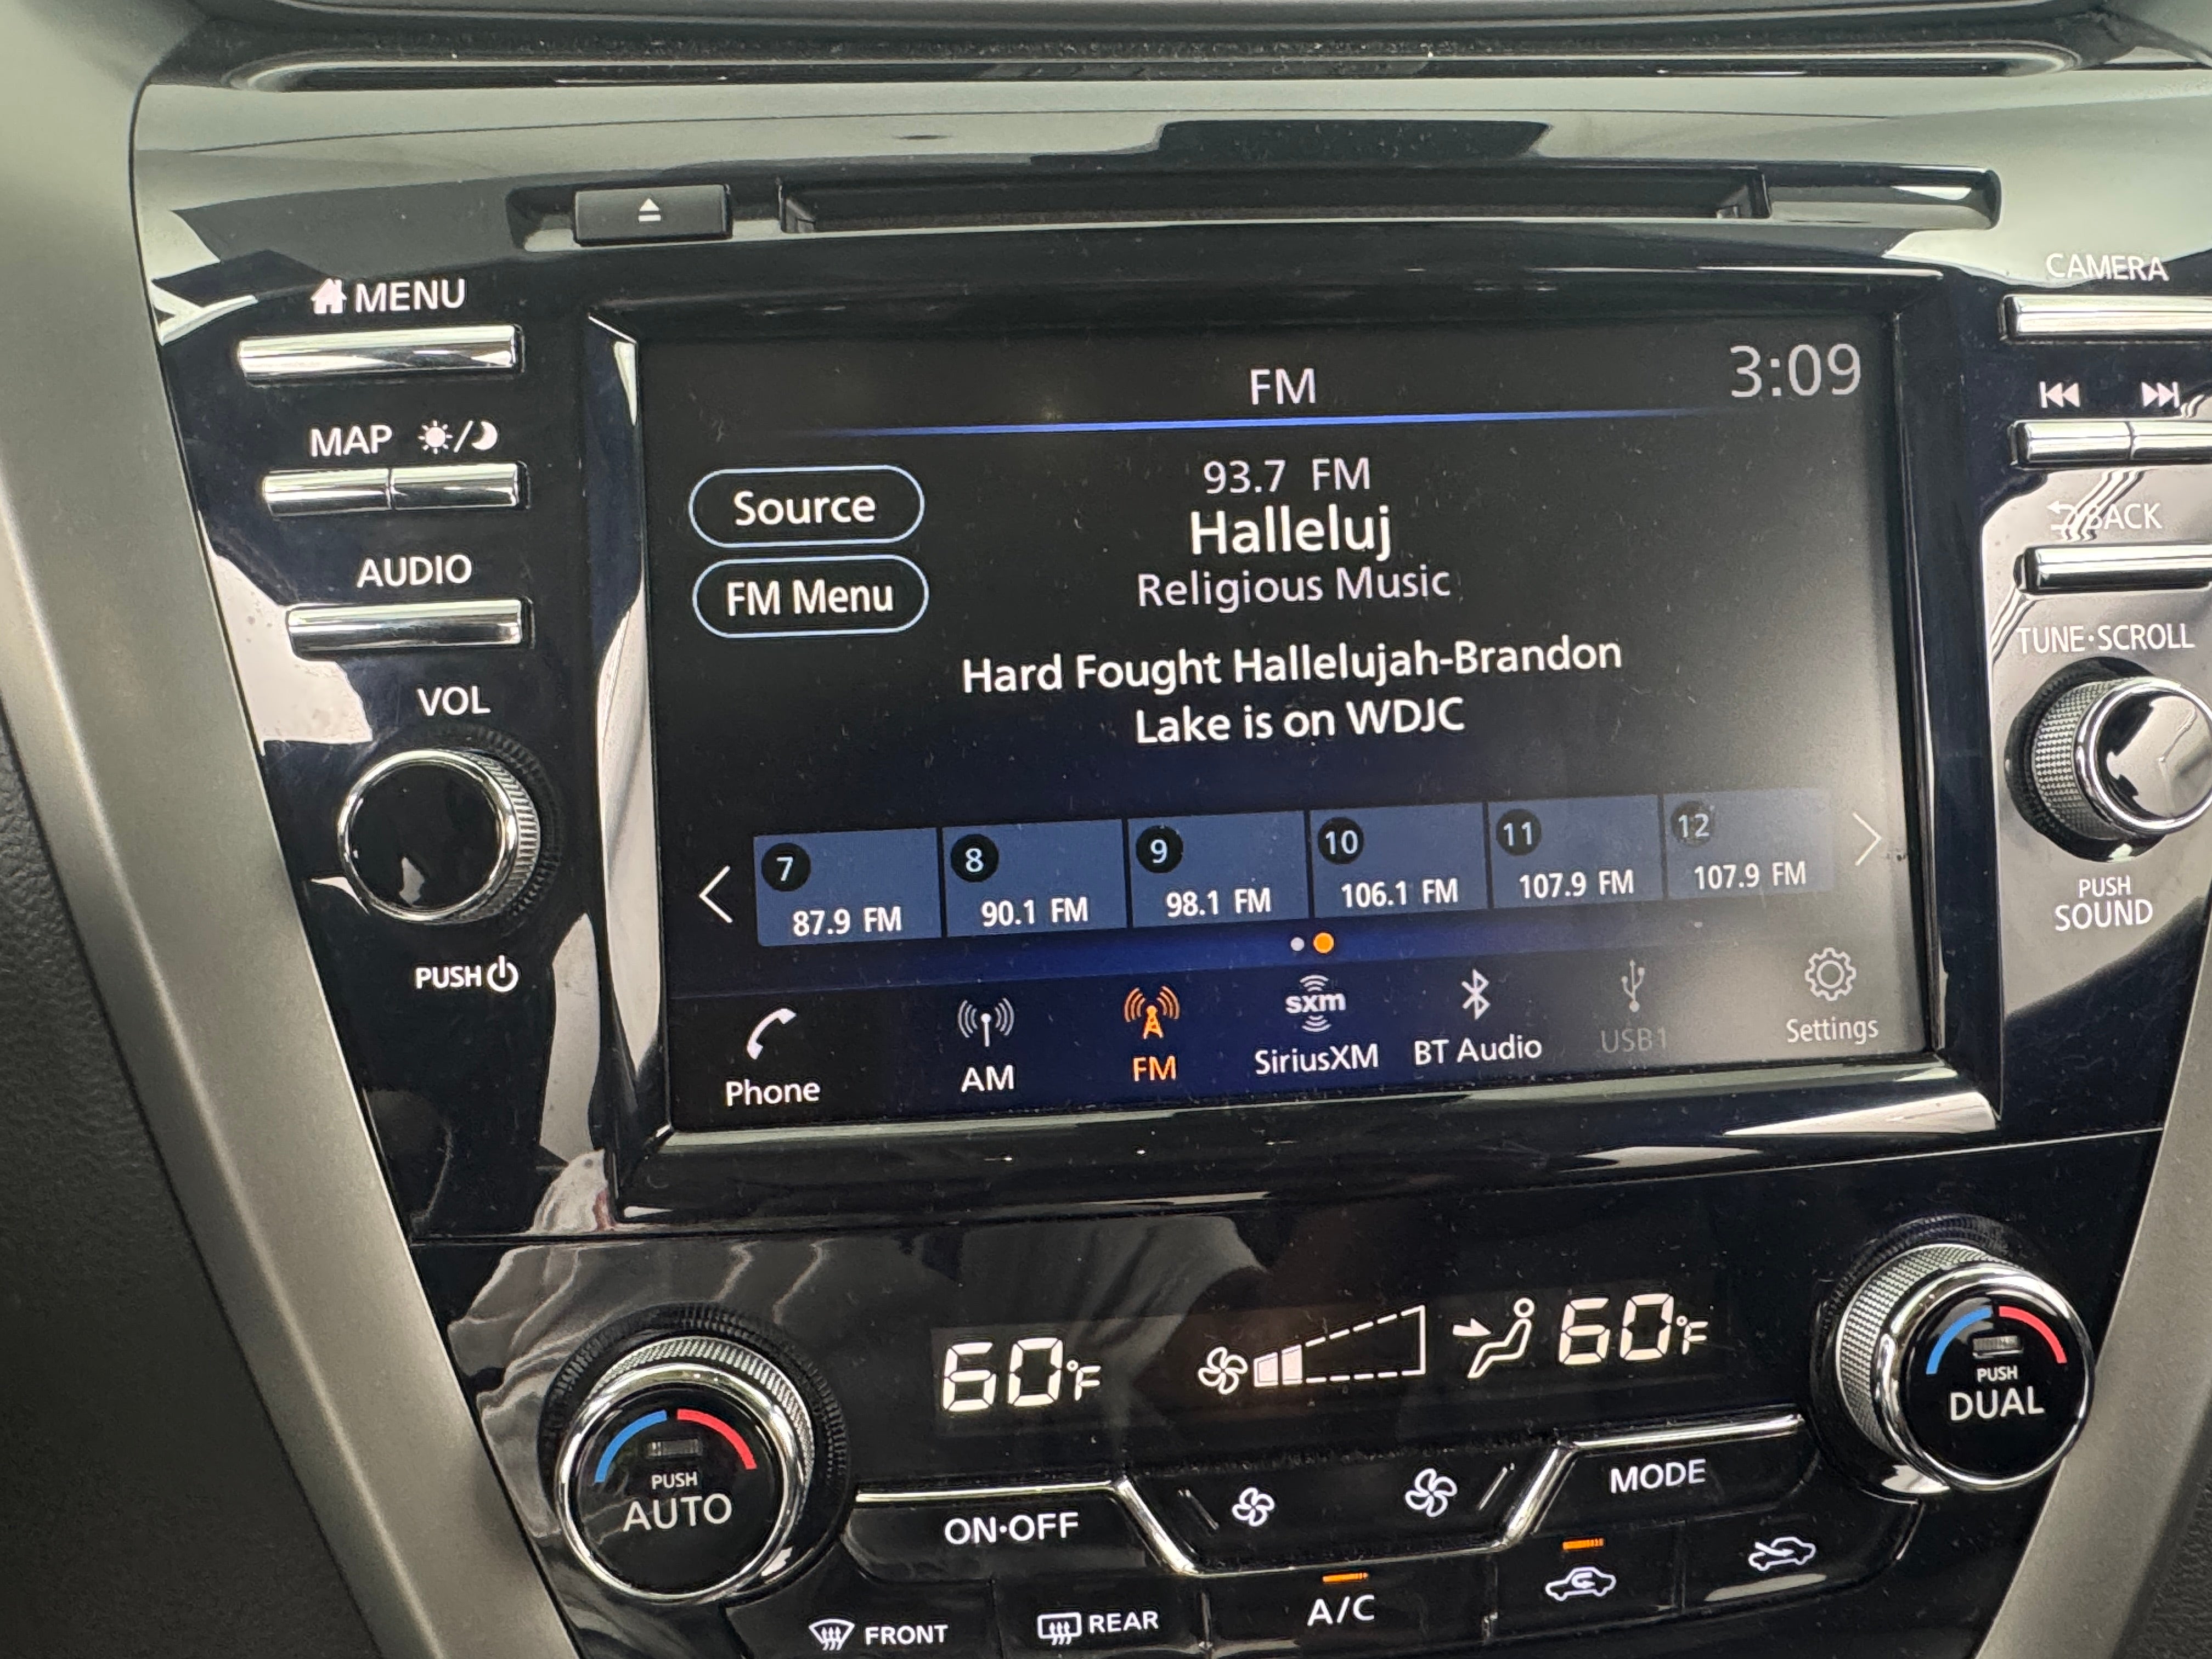 CAMERA
MENU
FM
3:09
MAP
93.7 FM
Source
Halleluj
BACK
AUDIO
FM Menu
Religious Music
TUNE·SCROLL
Hard Fought Hallelujah-Brandon
VOL
Lake is on WDJC
7
8
9
10
11
12
87.9 FM
90.1 FM
98.1 FM
106.1 FM
107.9 FM
107.9 FM
PUSH
SOUND
PUSH
sxm
Phone
AM
FM
SiriusXM
BT Audio
USB1
Settings
60°F
60°F
PUSH
DUAL
PUSH
AUTO
ON·OFF
MODE
FRONT
REAR
A/C